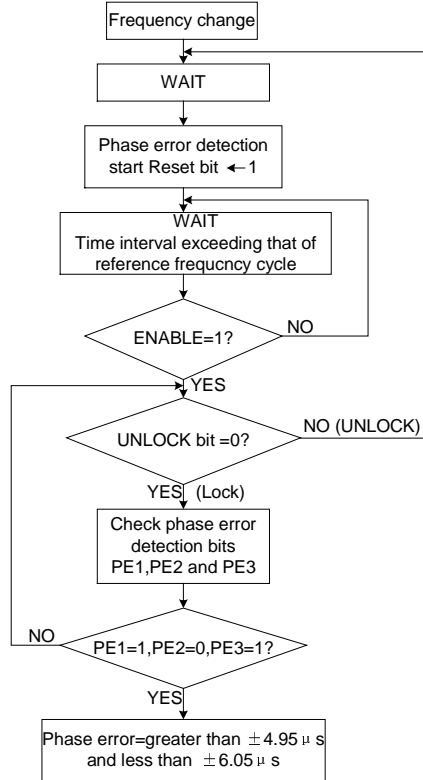 Frequency change
WAIT
Phase error detection
start Reset bit ←1
WAIT
Time interval exceeding that of
reference frequcncy cycle
ENABLE=1?
NO
YES
UNLOCK bit =0?
NO (UNLOCK)
YES (Lock)
Check phase error
detection bits
PE1,PE2 and PE3
PE1=1,PE2=0,PE3=1?
NO
YES
Phase error=greater than ±4.95μs
and less than ±6.05μs